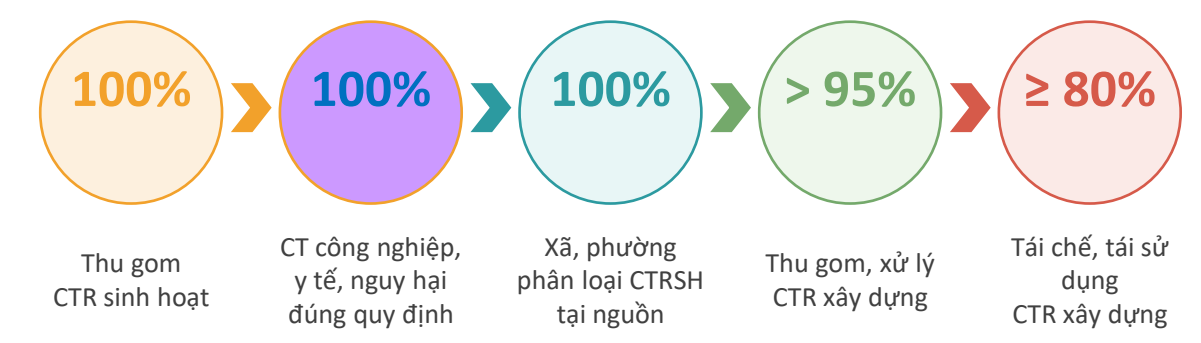 100%
100%
100%
> 95%
≥ 80%
Thu gom
CTR sinh hoạt
CT công nghiệp,
y tế, nguy hại
đúng quy định
Xã, phường
phân loại CTRSH
tại nguồn
Thu gom, xử lý
CTR xây dựng
Tái chế, tái sử
dụng
CTR xây dựng